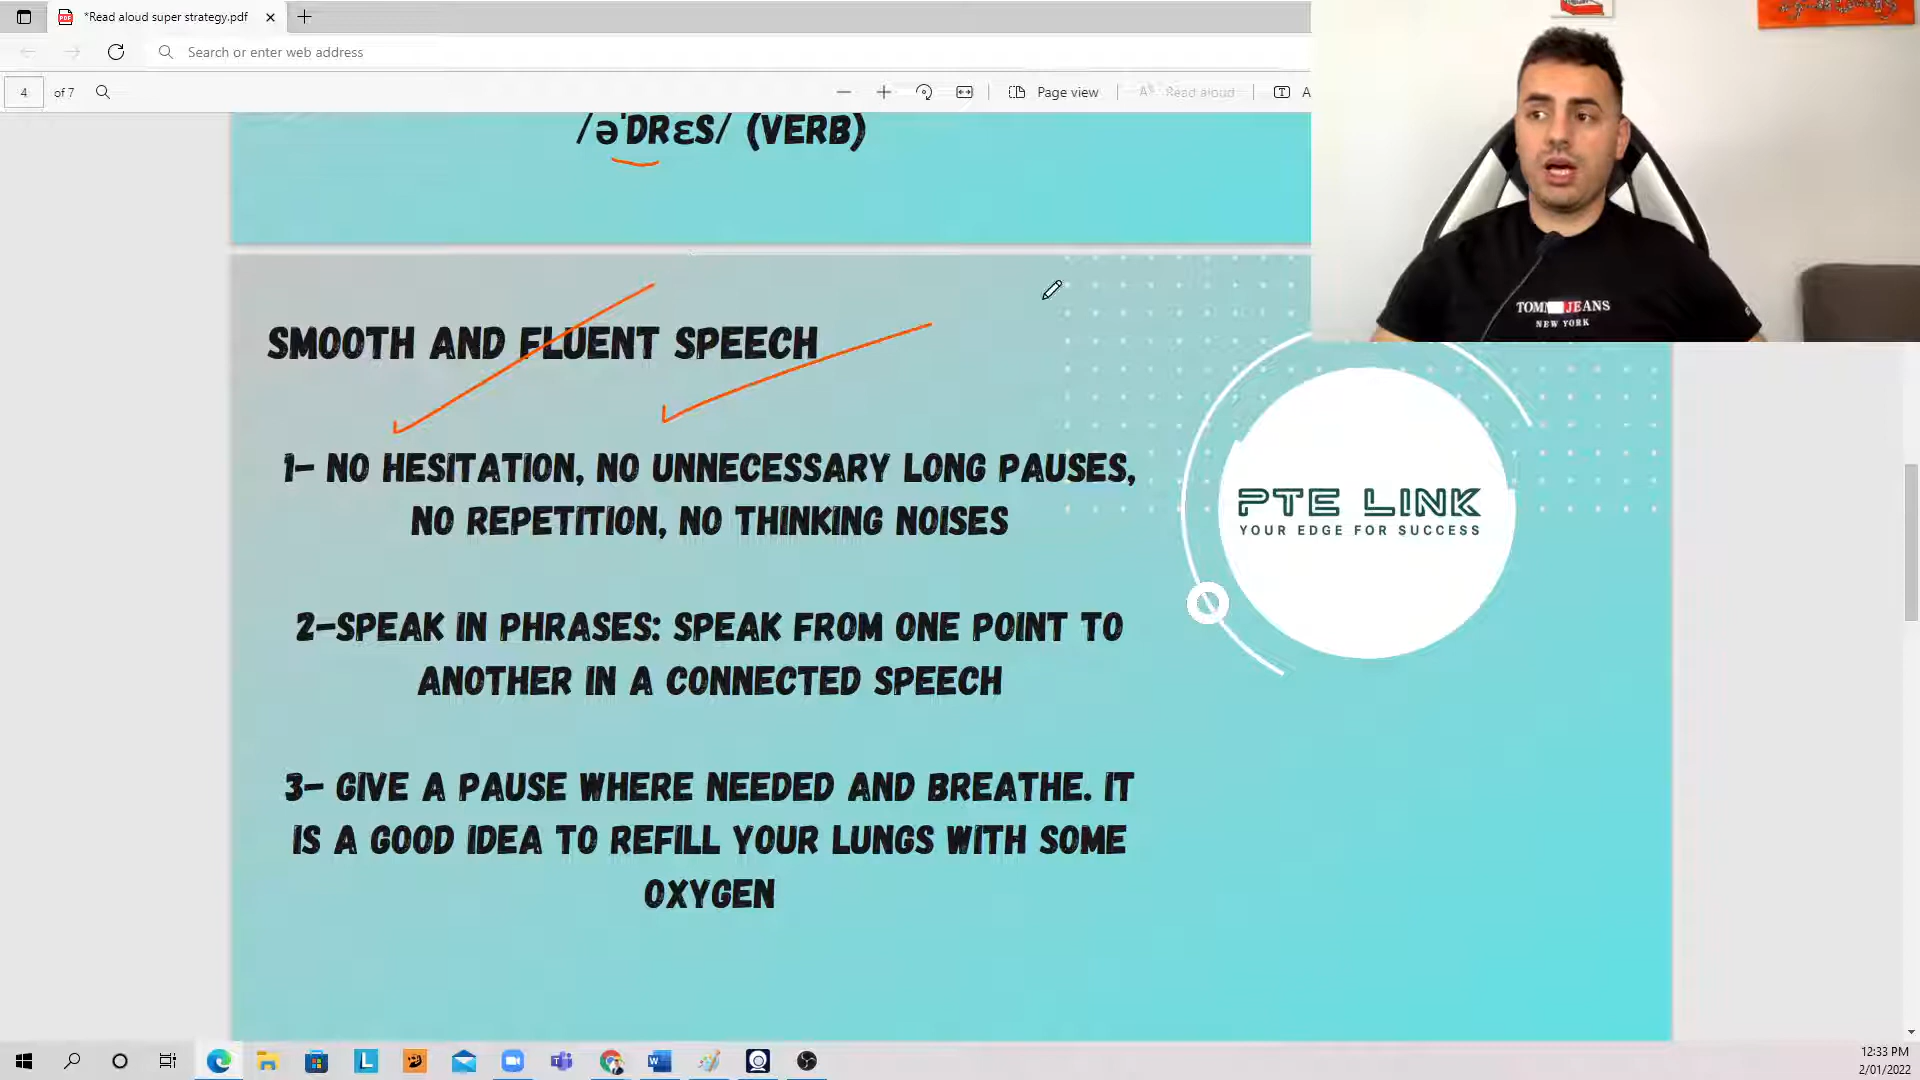 *Read aloud super strategy.pdf
Search or enter web address
4 of 7
Page view
Read aloud
A
/əˈDRɛS/ (VERB)
TOMMY JEANS
NEW YORK
SMOOTH AND FLUENT SPEECH
1– NO HESITATION, NO UNNECESSARY LONG PAUSES,
NO REPETITION, NO THINKING NOISES
2–SPEAK IN PHRASES: SPEAK FROM ONE POINT TO
ANOTHER IN A CONNECTED SPEECH
3– GIVE A PAUSE WHERE NEEDED AND BREATHE. IT
IS A GOOD IDEA TO REFILL YOUR LUNGS WITH SOME
OXYGEN
PTE LINK
YOUR EDGE FOR SUCCESS
12:33 PM
2/01/2022